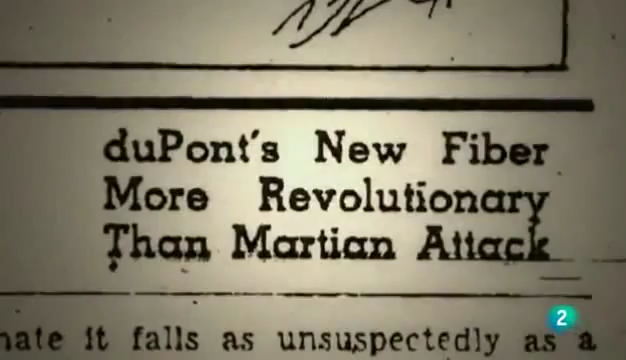 duPont's New Fiber
More Revolutionary
Than Martian Attack
it falls as unsuspectedly as a
2